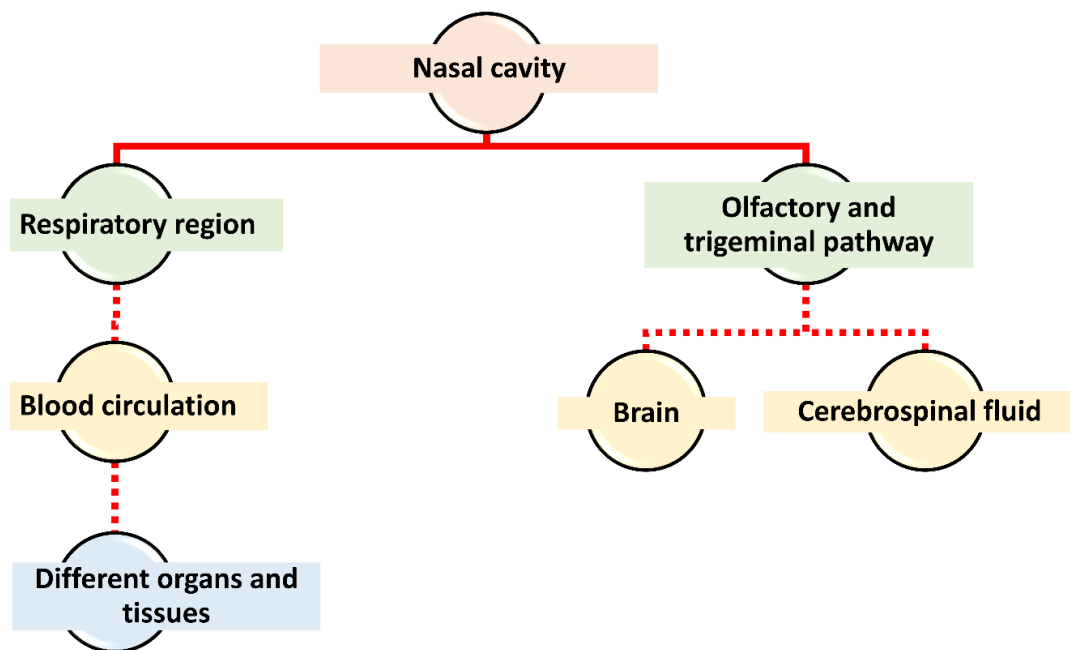 Nasal cavity
Respiratory region
Olfactory and
trigeminal pathway
Blood circulation
Brain
Cerebrospinal fluid
Different organs and
tissues